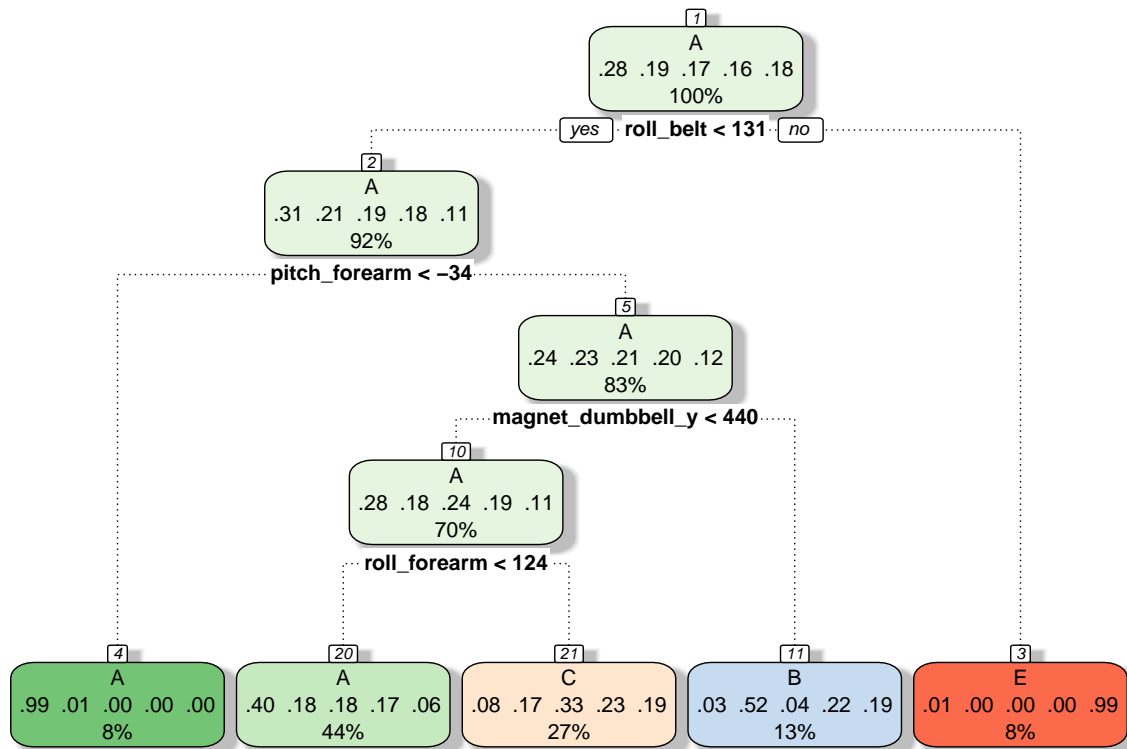 1
A
.28 .19 .17 .16 .18
100%
yes roll_belt < 131 no
2
A
.31 .21 .19 .18 .11
92%
pitch_forearm < −34
5
A
.24 .23 .21 .20 .12
83%
magnet_dumbbell_y < 440
10
A
.28 .18 .24 .19 .11
70%
roll_forearm < 124
4
A
.99 .01 .00 .00 .00
8%
20
A
.40 .18 .18 .17 .06
44%
21
C
.08 .17 .33 .23 .19
27%
11
B
.03 .52 .04 .22 .19
13%
3
E
.01 .00 .00 .00 .99
8%